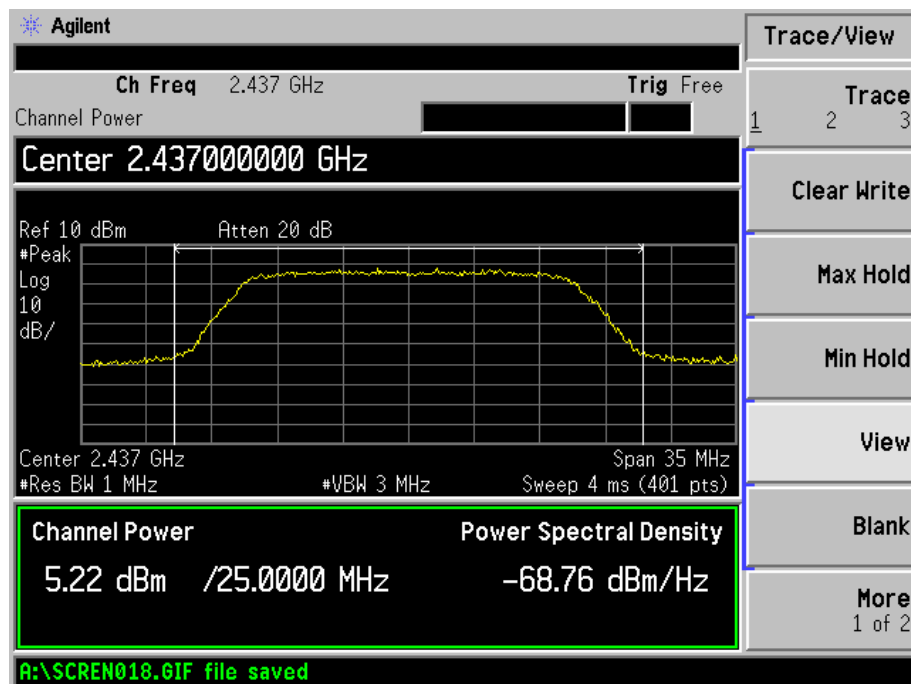 Agilent
Trace/View
Ch Freq 2.437 GHz Trig Free
Channel Power
Trace
1 2 3
Center 2.437000000 GHz
Clear Write
Ref 10 dBm Atten 20 dB
#Peak
Log
10
dB/
Max Hold
Min Hold
View
Center 2.437 GHz Span 35 MHz
#Res BW 1 MHz #VBW 3 MHz Sweep 4 ms (401 pts)
Channel Power Power Spectral Density
5.22 dBm /25.0000 MHz -68.76 dBm/Hz
Blank
More
1 of 2
A:\SCREN018.GIF file saved